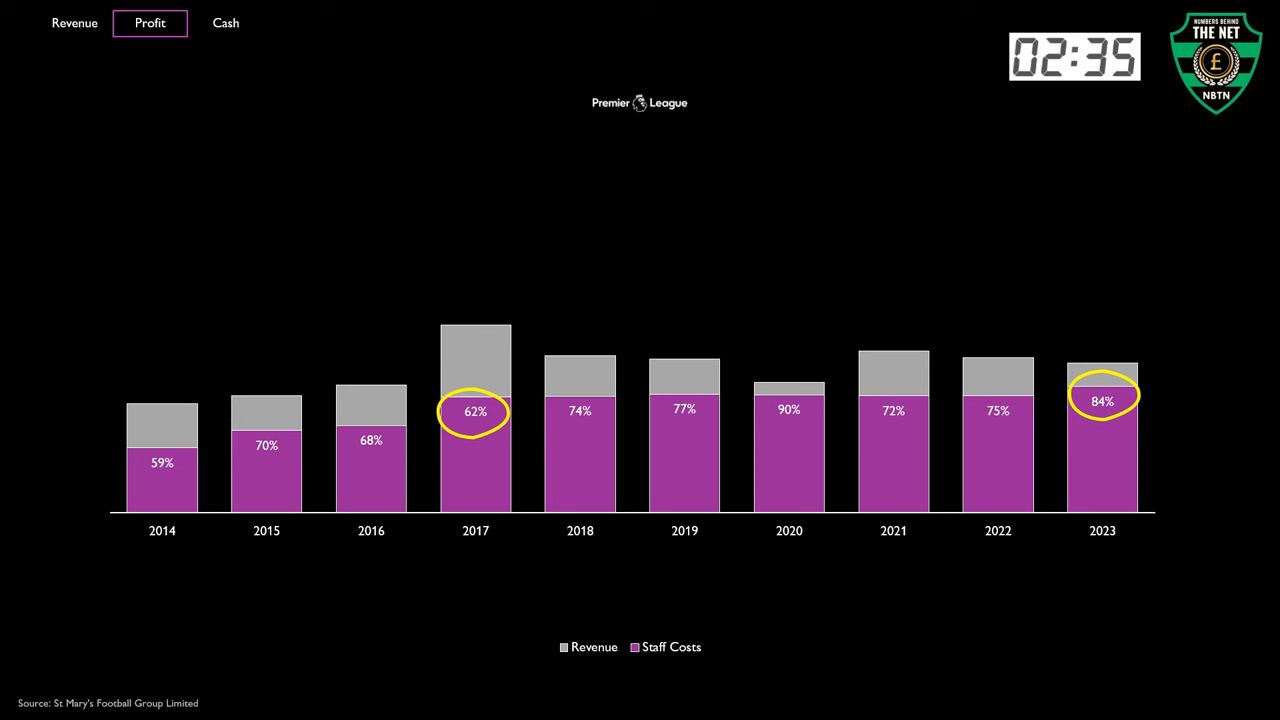 Revenue
Profit
Cash
02:35
NUMBERS BEHIND
THE NET
£
NBTN
Premier League
59%
70%
68%
62%
74%
77%
90%
72%
75%
84%
2014
2015
2016
2017
2018
2019
2020
2021
2022
2023
Revenue
Staff Costs
Source: St Mary's Football Group Limited